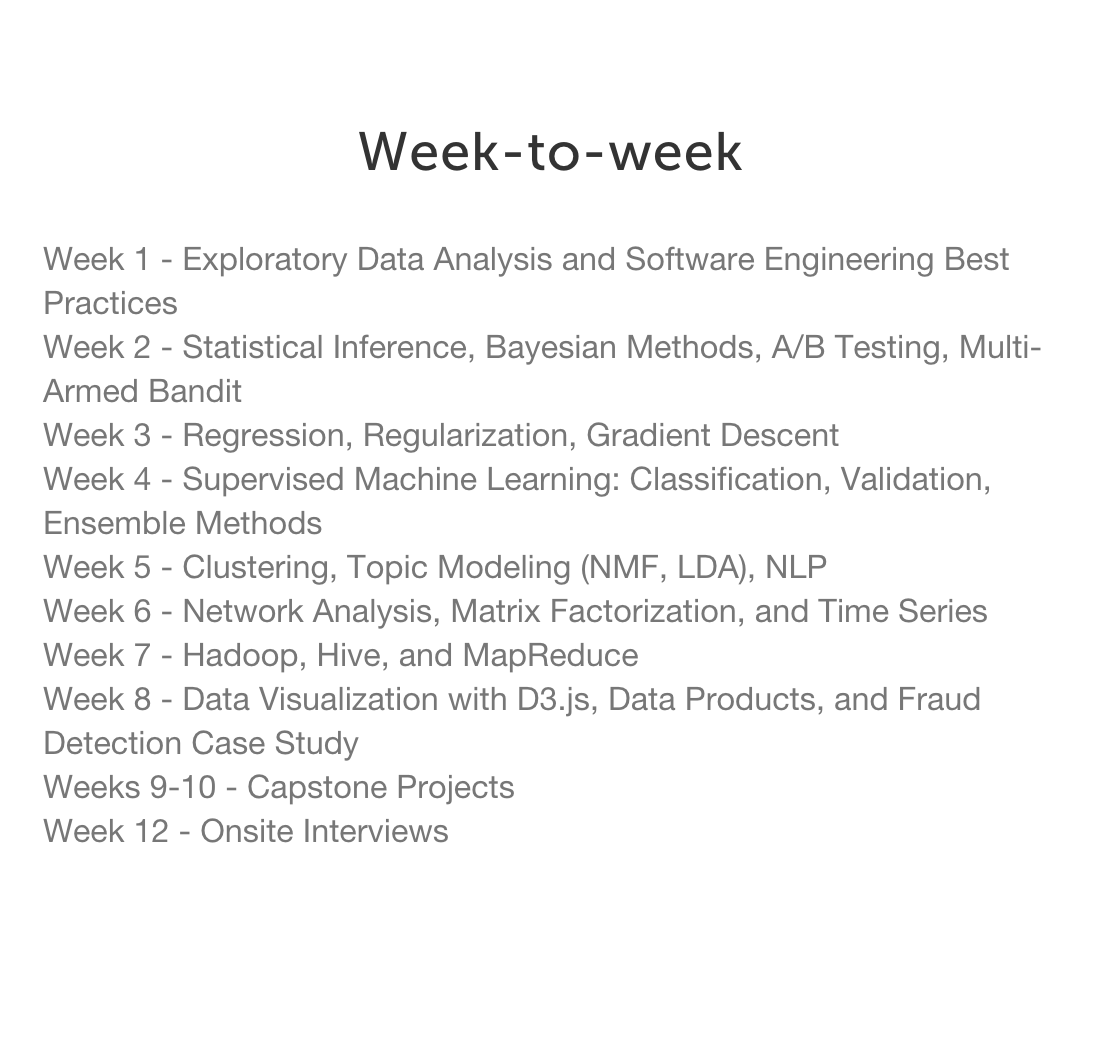 Week-to-week
Week 1 - Exploratory Data Analysis and Software Engineering Best
Practices
Week 2 - Statistical Inference, Bayesian Methods, A/B Testing, Multi-
Armed Bandit
Week 3 - Regression, Regularization, Gradient Descent
Week 4 - Supervised Machine Learning: Classification, Validation,
Ensemble Methods
Week 5 - Clustering, Topic Modeling (NMF, LDA), NLP
Week 6 - Network Analysis, Matrix Factorization, and Time Series
Week 7 - Hadoop, Hive, and MapReduce
Week 8 - Data Visualization with D3.js, Data Products, and Fraud
Detection Case Study
Weeks 9-10 - Capstone Projects
Week 12 - Onsite Interviews